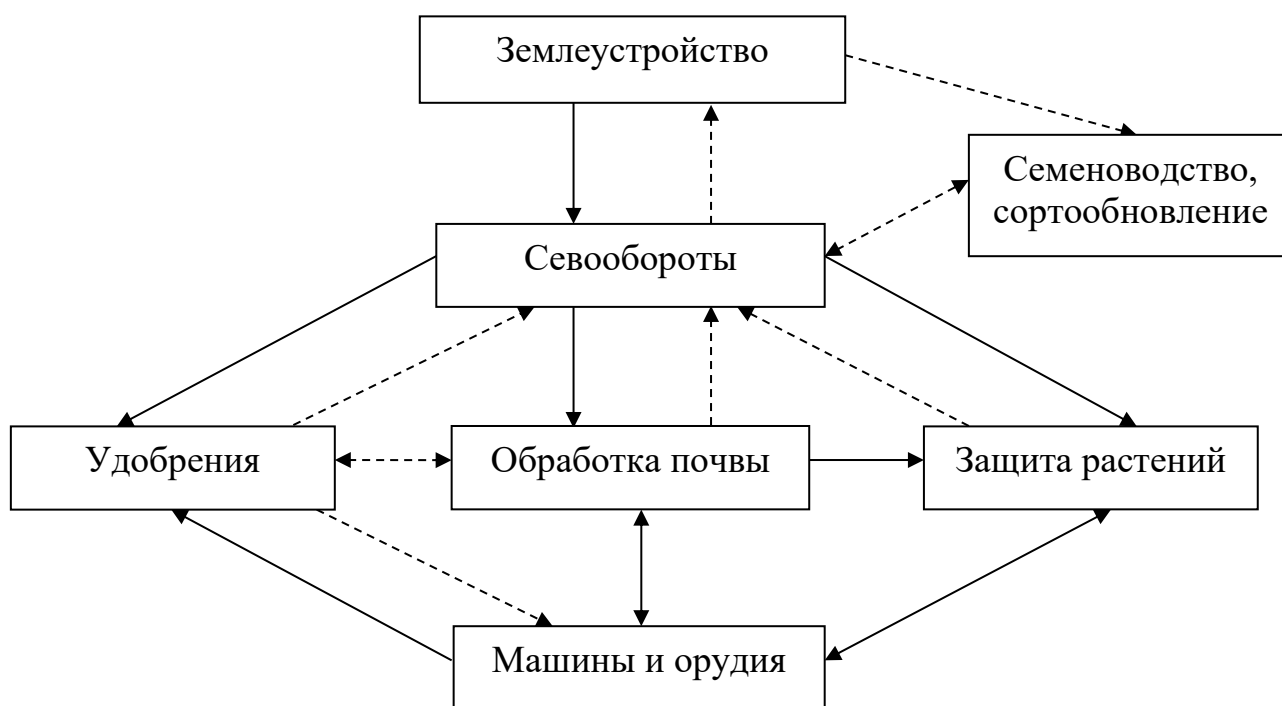 Землеустройство
Семеноводство,
сортообновление
Севообороты
Удобрения
Обработка почвы
Защита растений
Машины и орудия